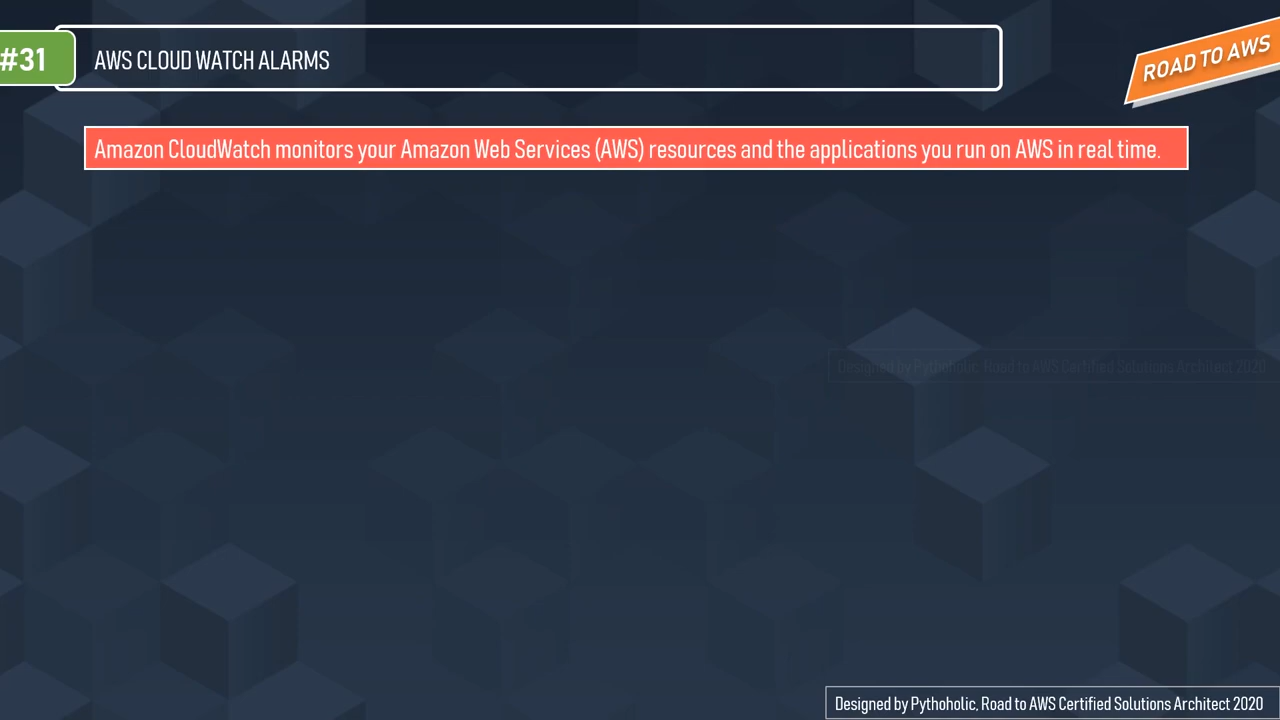 #31
AWS CLOUD WATCH ALARMS
ROAD TO AWS
Amazon CloudWatch monitors your Amazon Web Services (AWS) resources and the applications you run on AWS in real time.
Designed by Pythoholic, Road to AWS Certified Solutions Architect 2020
Designed by Pythoholic, Road to AWS Certified Solutions Architect 2020